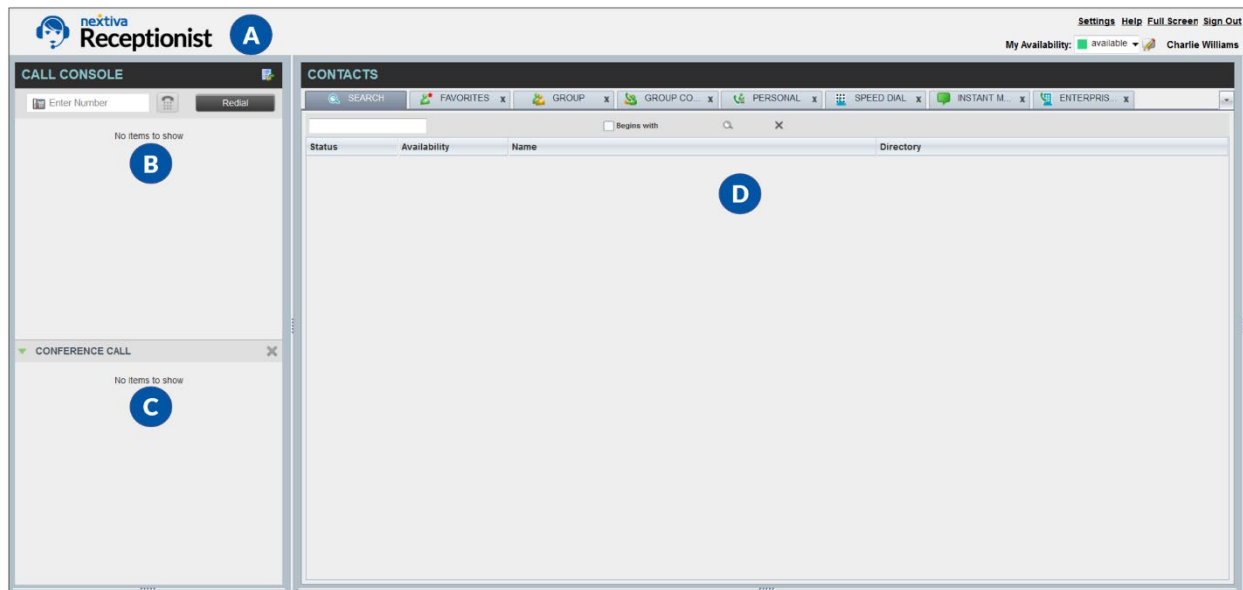 nextiva
Receptionist
A
Settings Help Full Screen Sign Out
My Availability: available Charlie Williams
CALL CONSOLE
Enter Number Redial
No items to show
B
CONFERENCE CALL
No items to show
C
CONTACTS
SEARCH FAVORITES x GROUP x GROUP CO... x PERSONAL x SPEED DIAL x INSTANT M... x ENTERPRIS... x
Begins with
Status Availability Name Directory
D